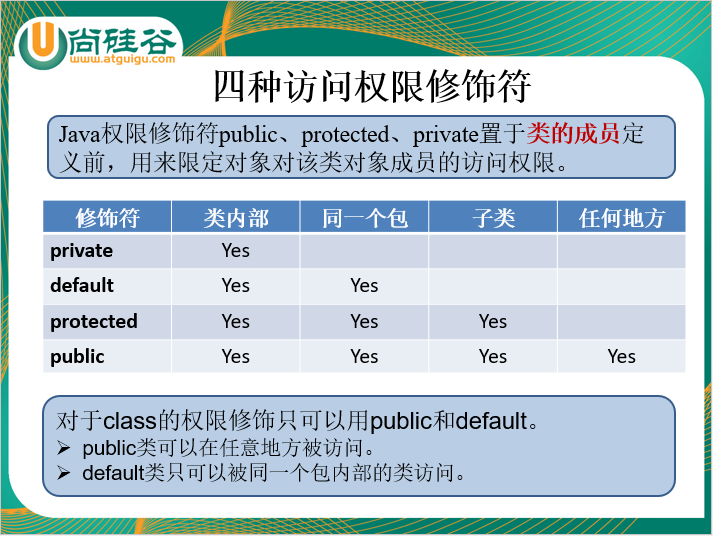 尚硅谷
www.atguigu.com
四种访问权限修饰符
Java权限修饰符public、protected、private置于类的成员定
义前，用来限定对象对该类对象成员的访问权限。
修饰符 类内部 同一个包 子类 任何地方
private Yes
default Yes Yes
protected Yes Yes Yes
public Yes Yes Yes Yes
对于class的权限修饰只可以用public和default。
➢ public类可以在任意地方被访问。
➢ default类只可以被同一个包内部的类访问。